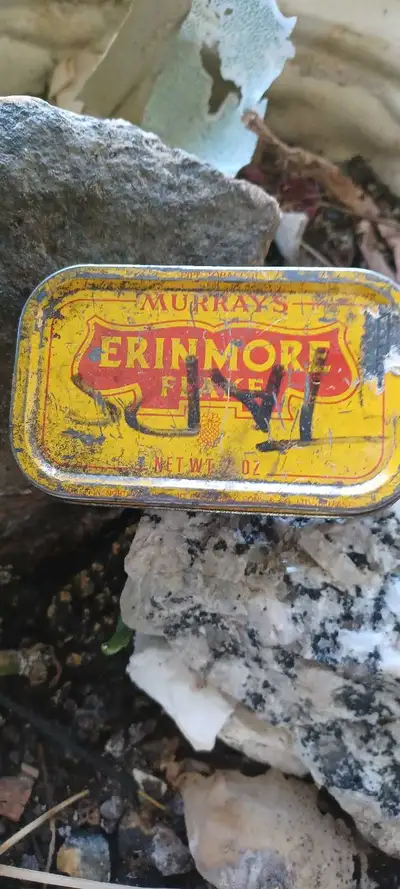 MURRAY'S
ERINMORE
FLAKE
NET WT 2 OZ